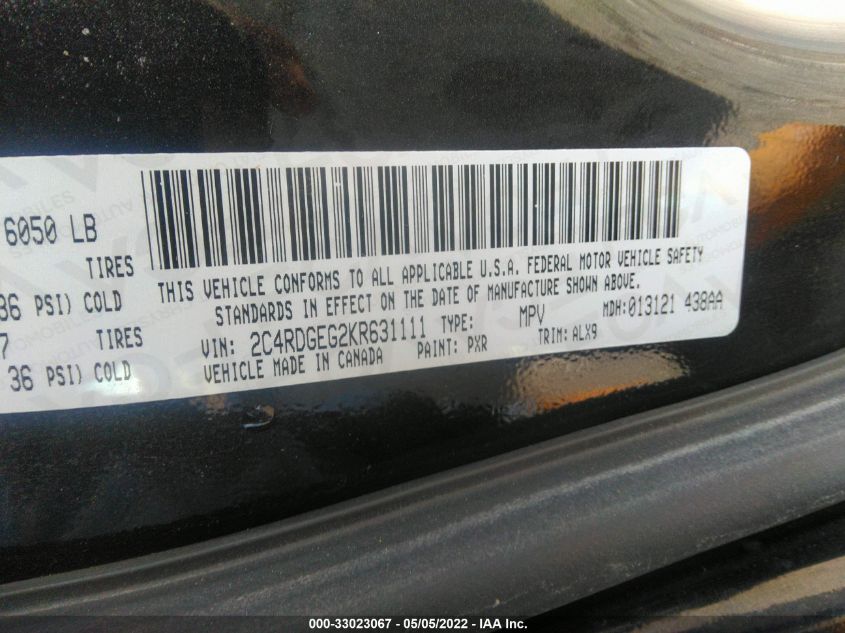 6050 LB
TIRES
36 PSI) COLD
7 TIRES
36 PSI) COLD
THIS VEHICLE CONFORMS TO ALL APPLICABLE U.S.A. FEDERAL MOTOR VEHICLE SAFETY
STANDARDS IN EFFECT ON THE DATE OF MANUFACTURE SHOWN ABOVE.
VIN: 2C4RDGEG2KR631111 TYPE: MPV MDH:013121 438AA
VEHICLE MADE IN CANADA PAINT: PXR TRIM: ALX9
000-33023067 - 05/05/2022 - IAA Inc.